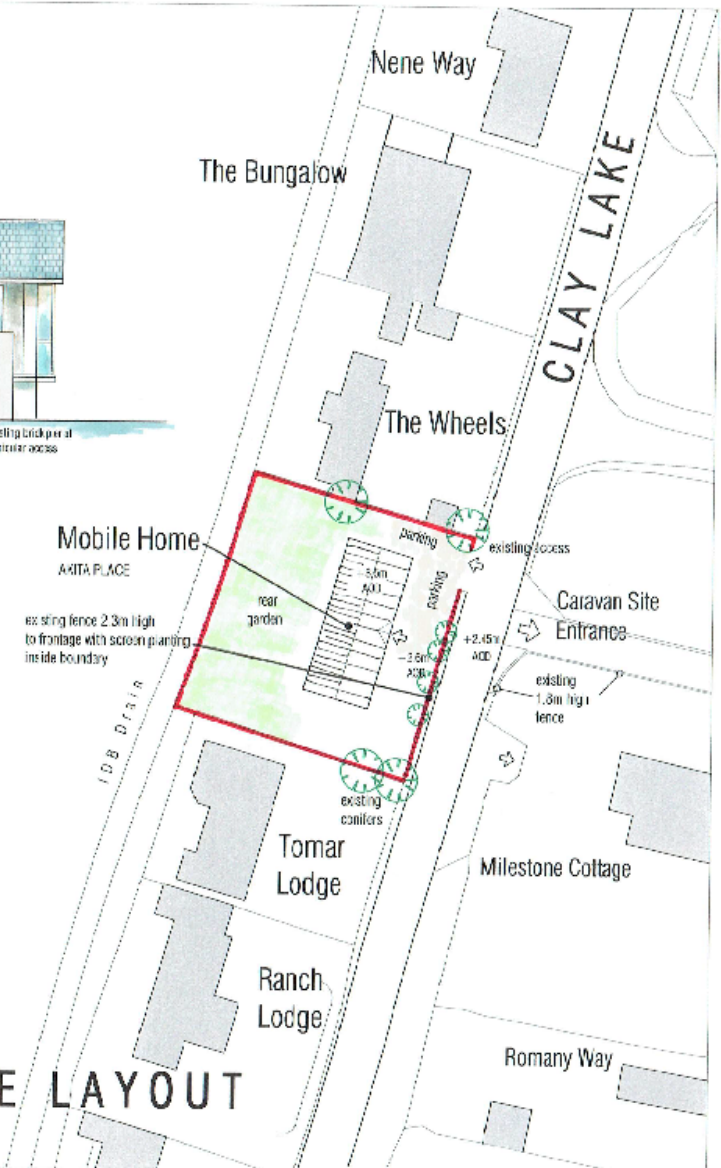 Nene Way
The Bungalow
CLAY LAKE
The Wheels
Mobile Home
AKITA PLACE
parking
existing access
parking
rear
garden
AOD
Caravan Site
Entrance
+2.45m
AOD
existing fence 2.3m high
to frontage with screen planting
inside boundary
existing
1.8m high
fence
IDB Drain
existing
conifers
Tomar
Lodge
Milestone Cottage
Ranch
Lodge
Romany Way
E LAYOUT